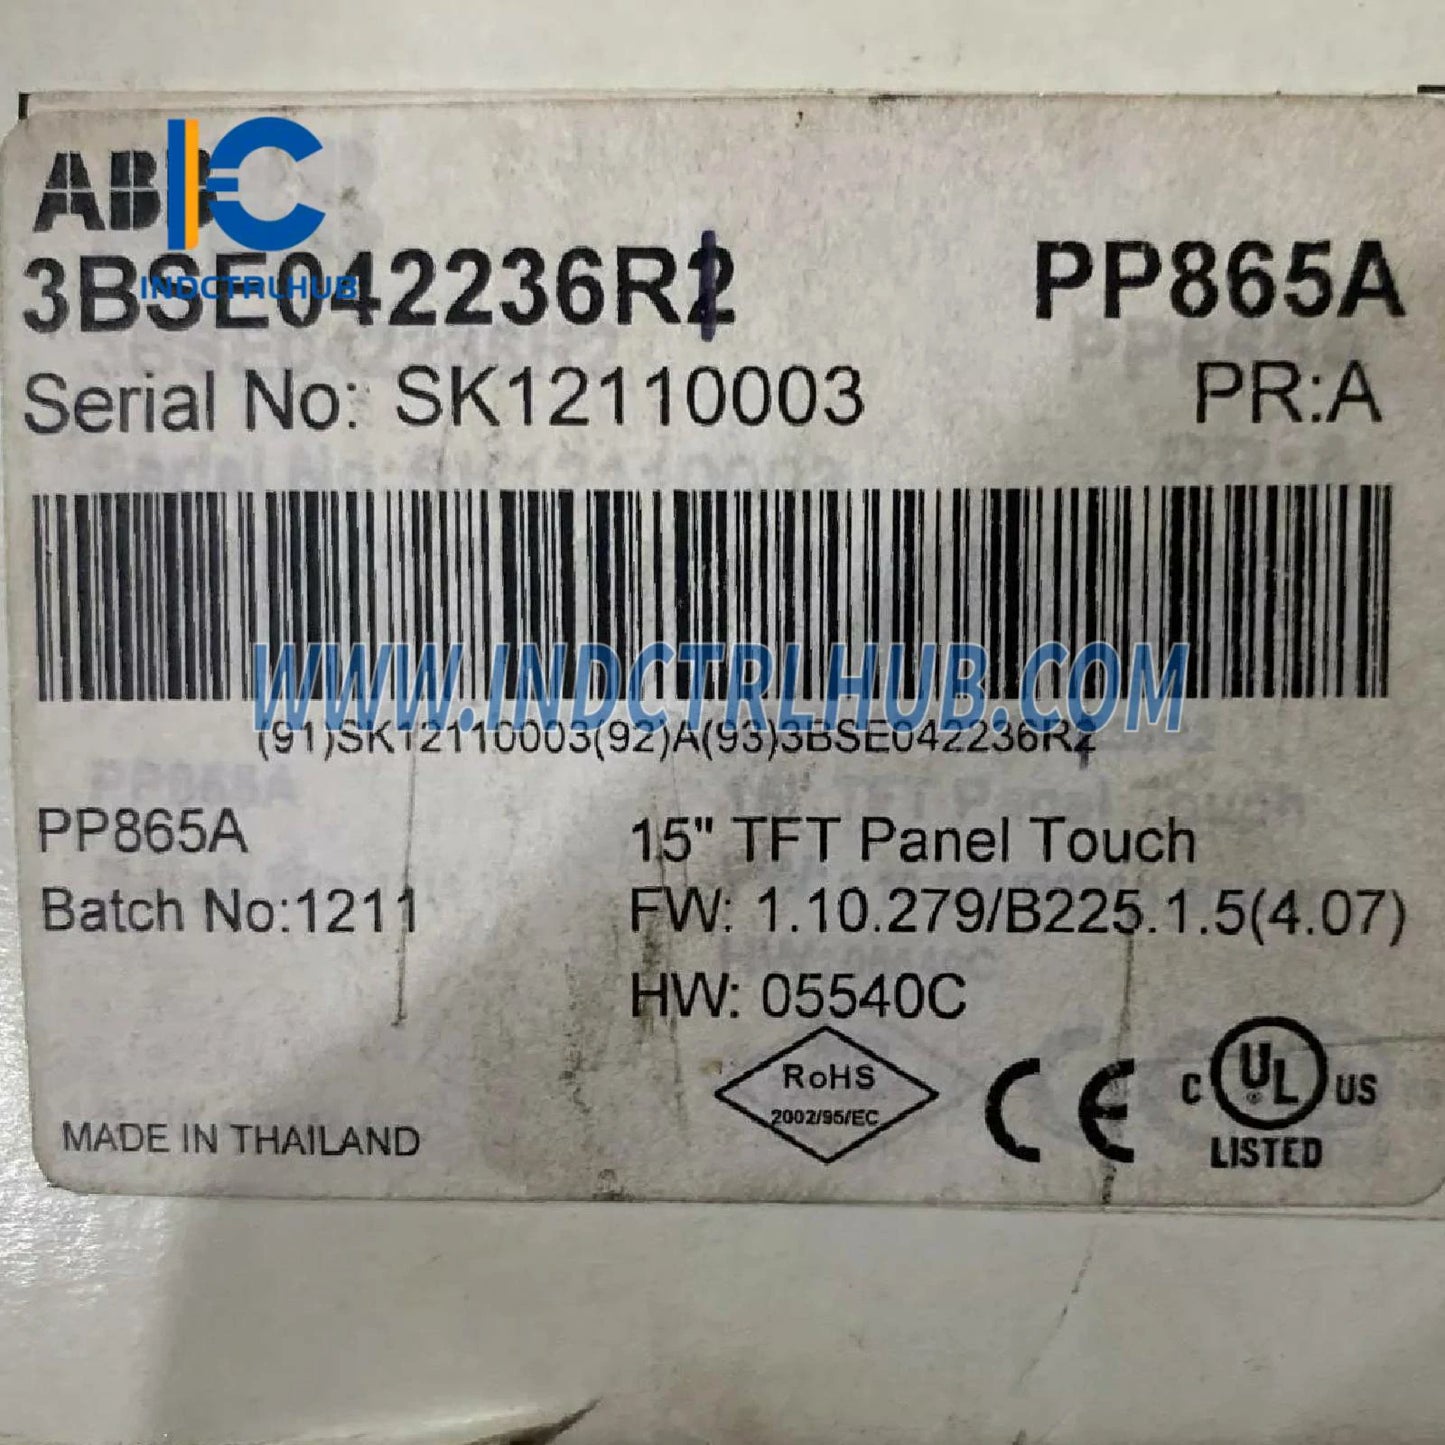 ABB
IC
INDCTRLHUB
3BSE042236R2 PP865A
Serial No: SK12110003 PR:A
WWW.INDCTRLHUB.COM
(91)SK12110003(92)A(93)3BSE042236R2
PP865A 15" TFT Panel Touch
Batch No:1211 FW: 1.10.279/B225.1.5(4.07)
HW: 05540C
RoHS
2002/95/EC
CE
C UL US
LISTED
MADE IN THAILAND